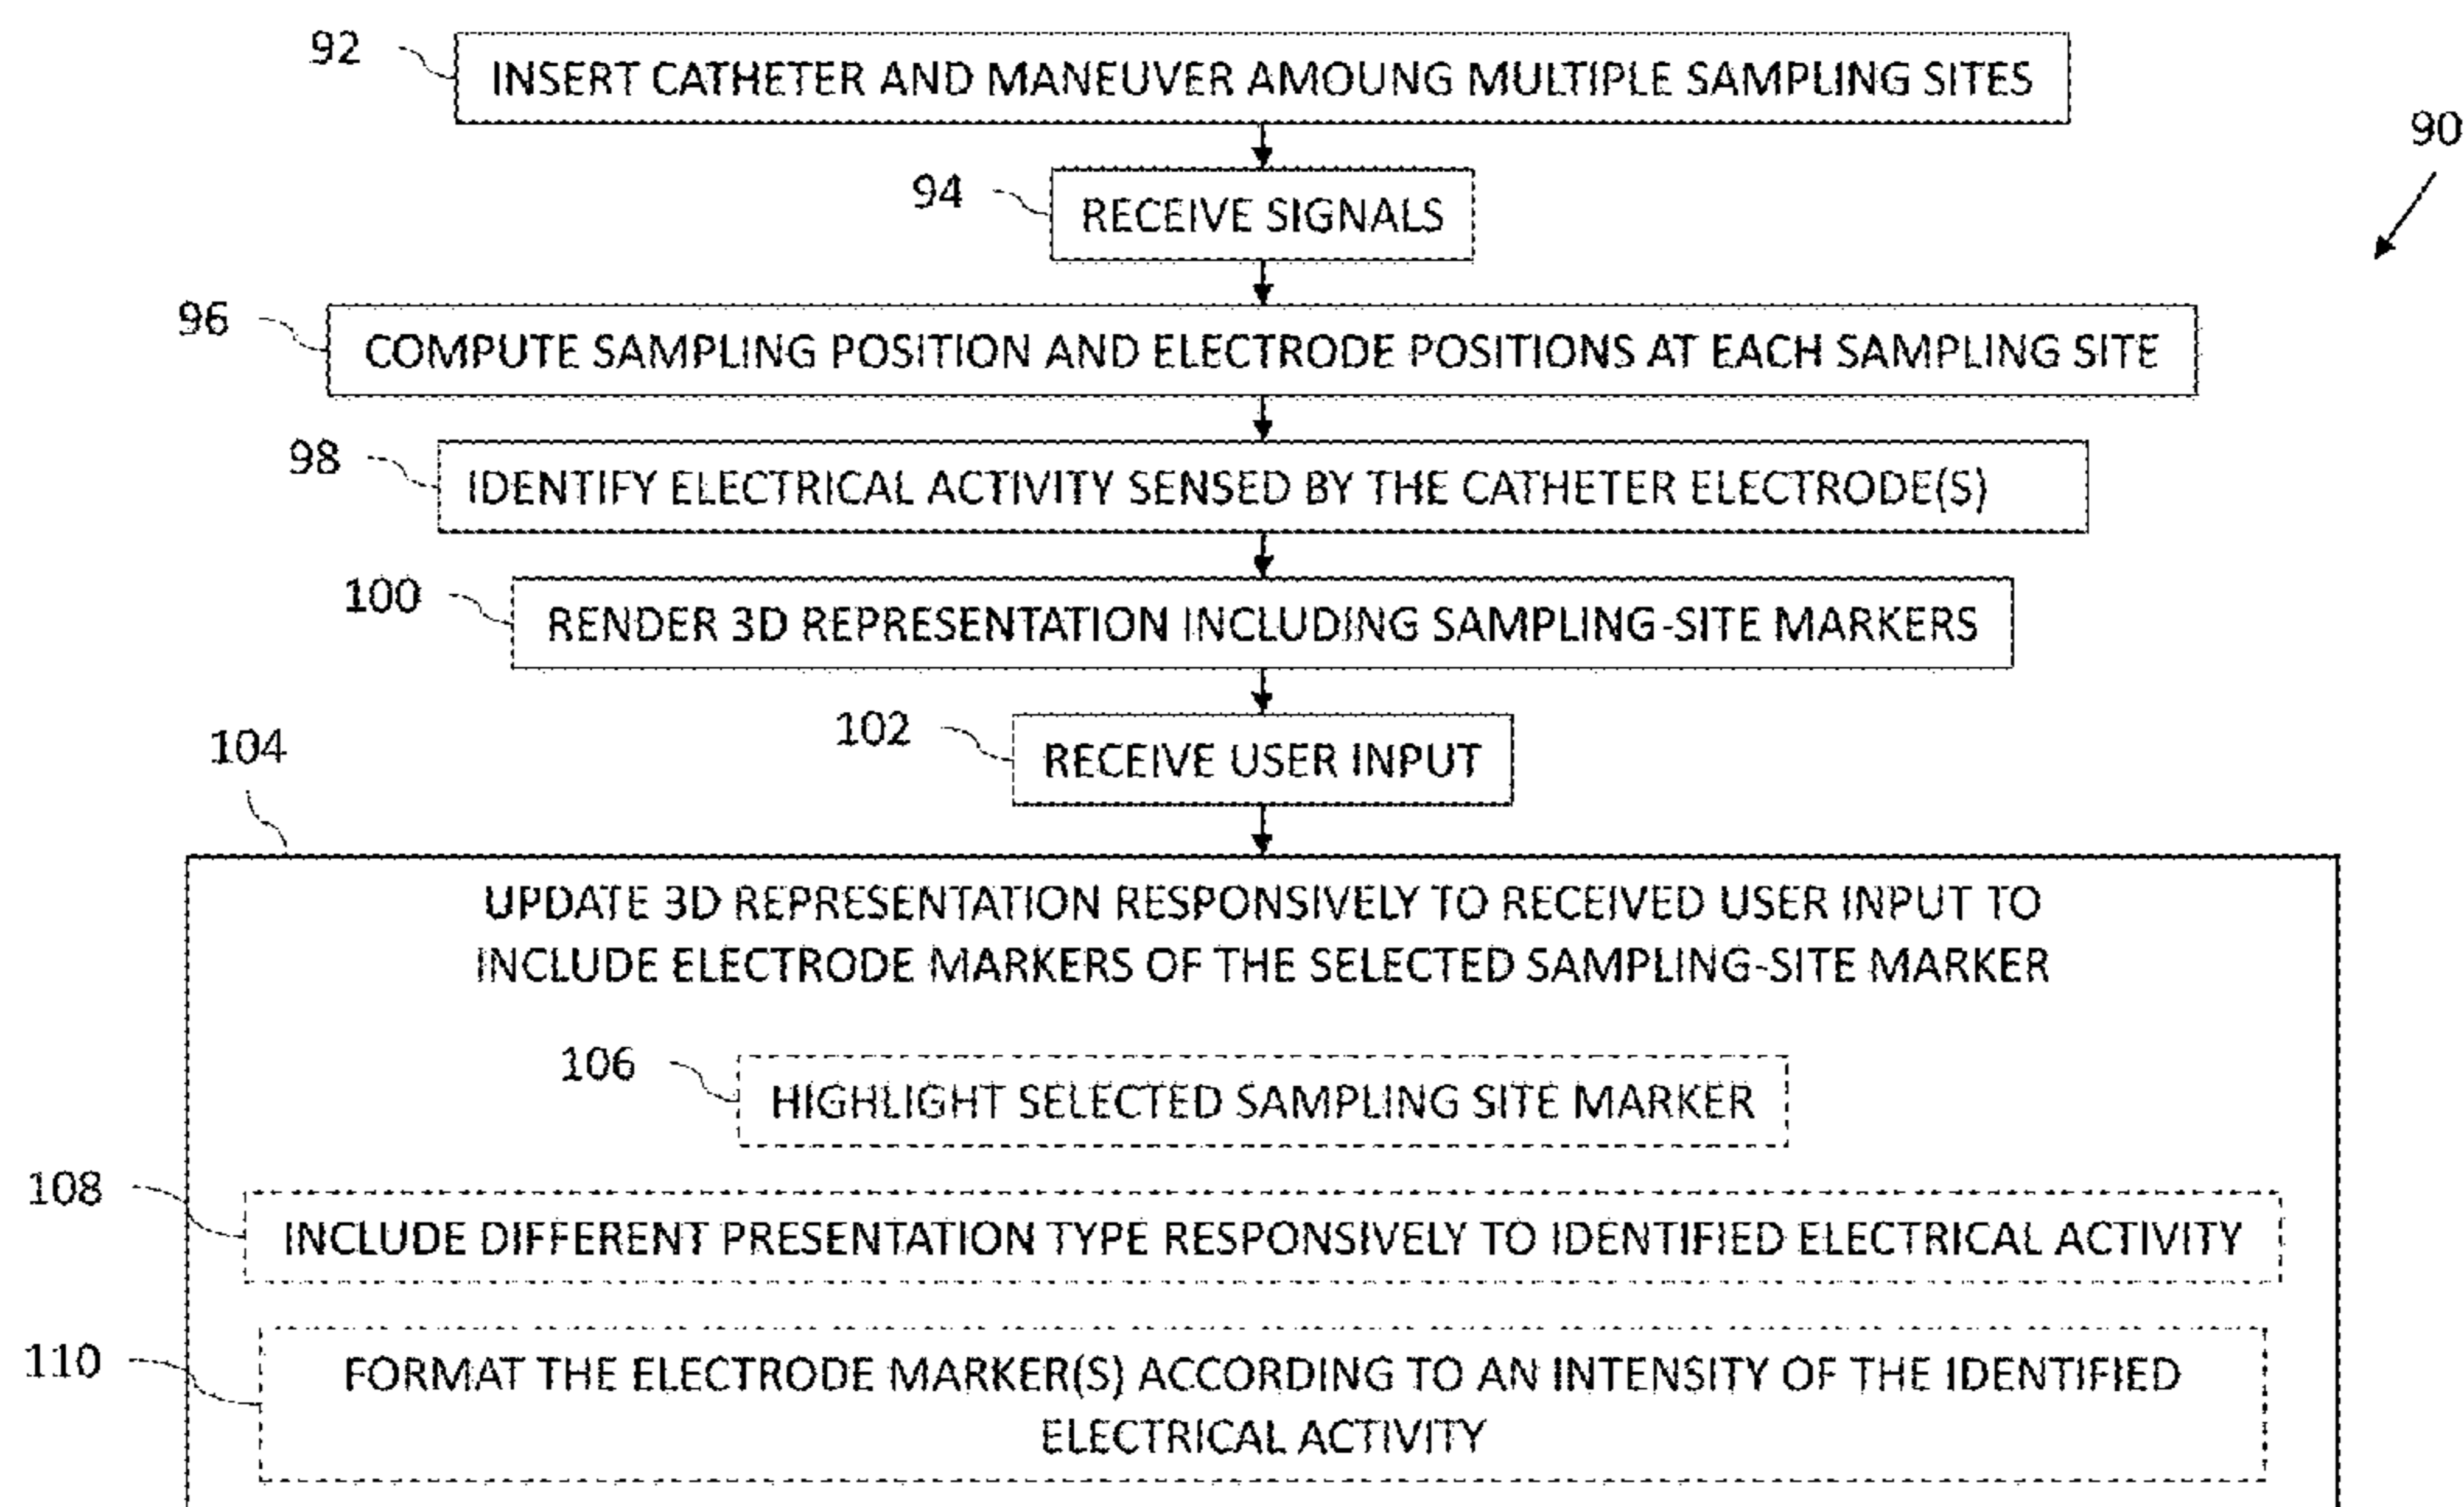 92
INSERT CATHETER AND MANEUVER AMOUNG MULTIPLE SAMPLING SITES
90
94
RECEIVE SIGNALS
96
COMPUTE SAMPLING POSITION AND ELECTRODE POSITIONS AT EACH SAMPLING SITE
98
IDENTIFY ELECTRICAL ACTIVITY SENSED BY THE CATHETER ELECTRODE(S)
100
RENDER 3D REPRESENTATION INCLUDING SAMPLING-SITE MARKERS
102
RECEIVE USER INPUT
104
UPDATE 3D REPRESENTATION RESPONSIVELY TO RECEIVED USER INPUT TO
INCLUDE ELECTRODE MARKERS OF THE SELECTED SAMPLING-SITE MARKER
106
HIGHLIGHT SELECTED SAMPLING SITE MARKER
108
INCLUDE DIFFERENT PRESENTATION TYPE RESPONSIVELY TO IDENTIFIED ELECTRICAL ACTIVITY
110
FORMAT THE ELECTRODE MARKER(S) ACCORDING TO AN INTENSITY OF THE IDENTIFIED
ELECTRICAL ACTIVITY